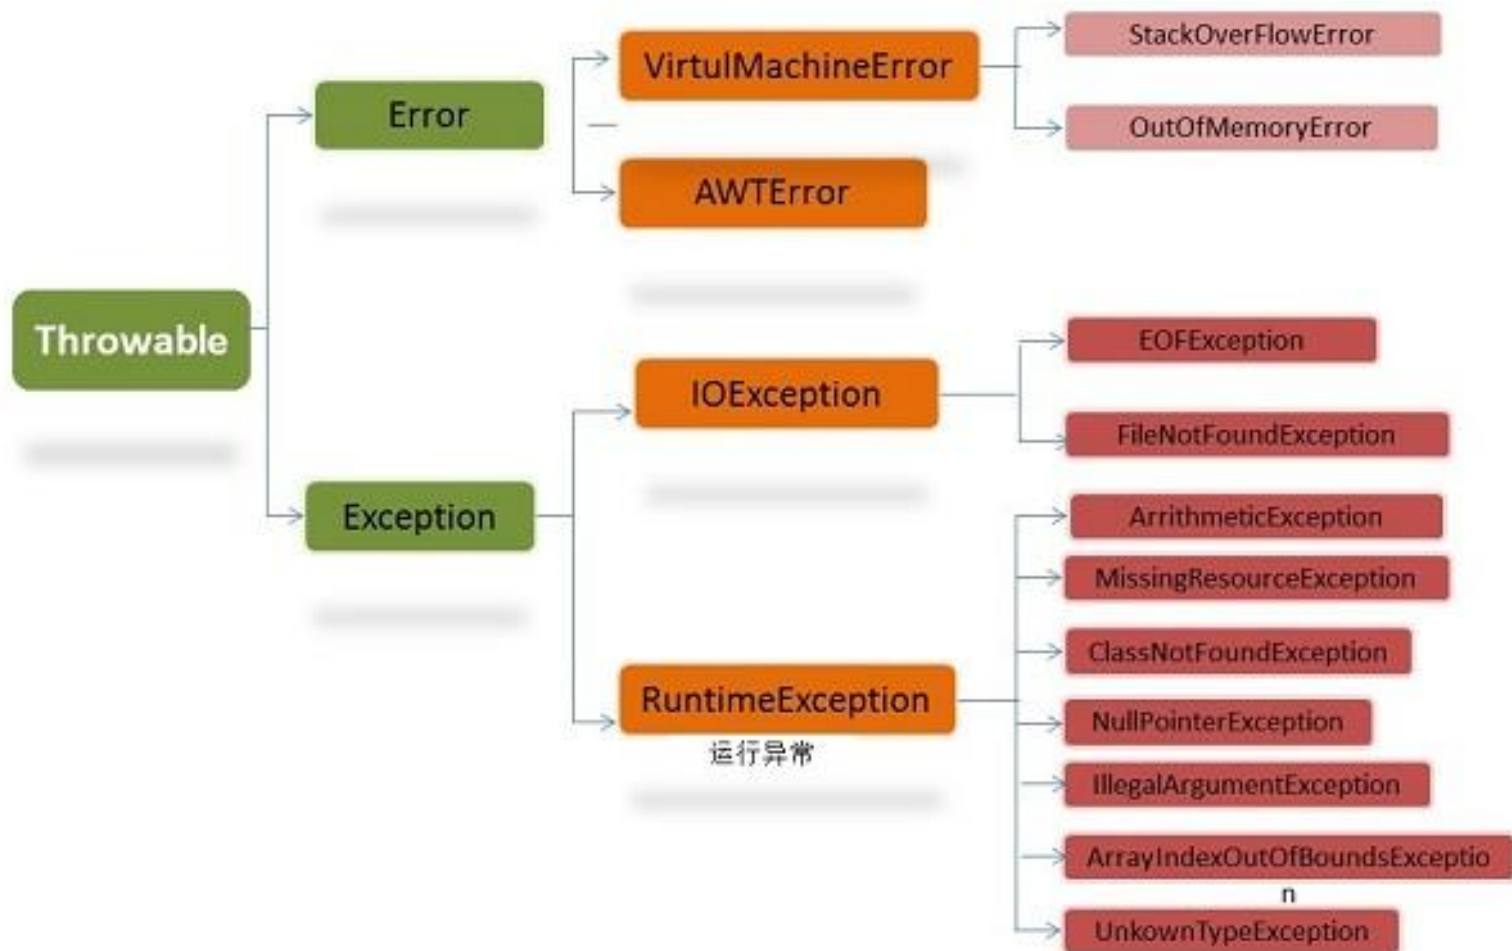 Throwable
Error
VirtulMachineError
StackOverFlowError
OutOfMemoryError
AWTError
Exception
IOException
EOFException
FileNotFoundException
RuntimeException
运行异常
ArrithmeticException
MissingResourceException
ClassNotFoundException
NullPointerException
IllegalArgumentException
ArrayIndexOutOfBoundsExceptio
n
UnkownTypeException